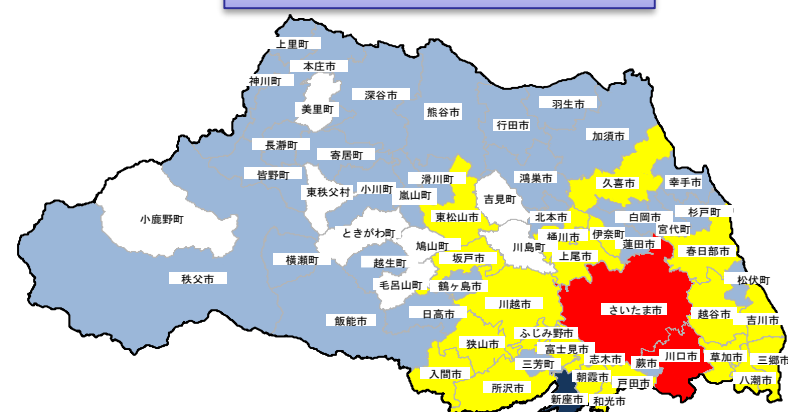 上里町
本庄市
神川町
美里町
深谷市
熊谷市
羽生市
行田市
加須市
長瀞町
寄居町
皆野町
東秩父村
小川町
嵐山町
滑川町
吉見町
鴻巣市
久喜市
幸手市
小鹿野町
東松山市
北本市
白岡市
杉戸町
ときがわ町
鳩山町
川島町
桶川市
伊奈町
宮代町
蓮田市
春日部市
横瀬町
越生町
坂戸市
上尾市
秩父市
毛呂山町
鶴ヶ島市
松伏町
飯能市
日高市
川越市
さいたま市
越谷市
吉川市
狭山市
ふじみ野市
富士見市
三芳町
志木市
蕨市
川口市
草加市
三郷市
入間市
所沢市
朝霞市
戸田市
八潮市
新座市
和光市